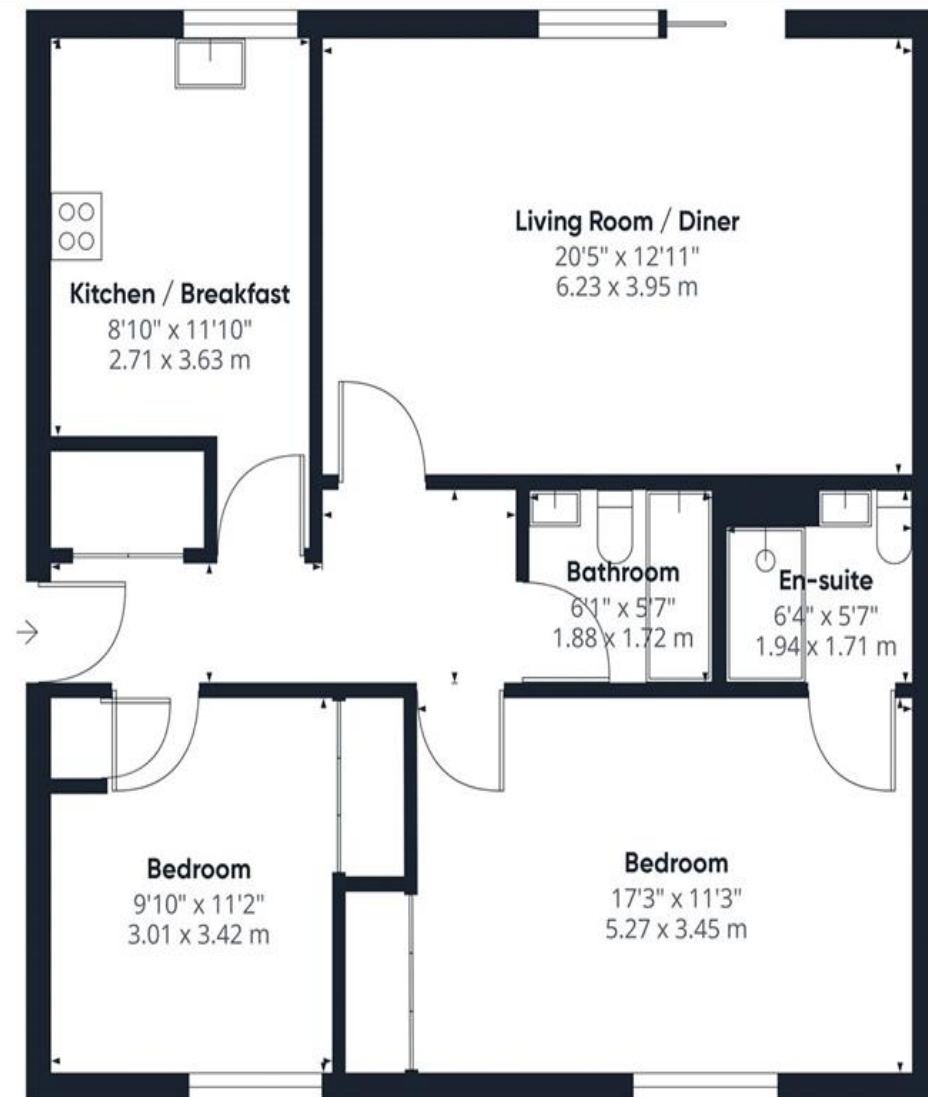 Living Room / Diner
20'5" x 12'11"
6.23 x 3.95 m
Kitchen / Breakfast
8'10" x 11'10"
2.71 x 3.63 m
Bathroom
6'1" x 5'7"
1.88 x 1.72 m
En-suite
6'4" x 5'7"
1.94 x 1.71 m
Bedroom
9'10" x 11'2"
3.01 x 3.42 m
Bedroom
17'3" x 11'3"
5.27 x 3.45 m